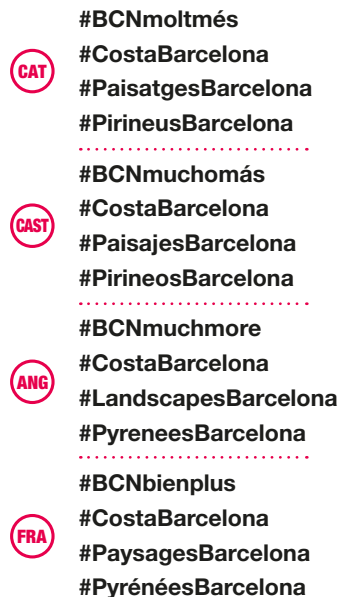 #BCNmoltmés
#CostaBarcelona
CAT
#PaisatgesBarcelona
#PirineusBarcelona
#BCNmuchomás
#CostaBarcelona
CAST
#PaisajesBarcelona
#PirineosBarcelona
#BCNmuchmore
#CostaBarcelona
ANG
#LandscapesBarcelona
#PyreneesBarcelona
#BCNbienplus
#CostaBarcelona
FRA
#PaysagesBarcelona
#PyrénéesBarcelona